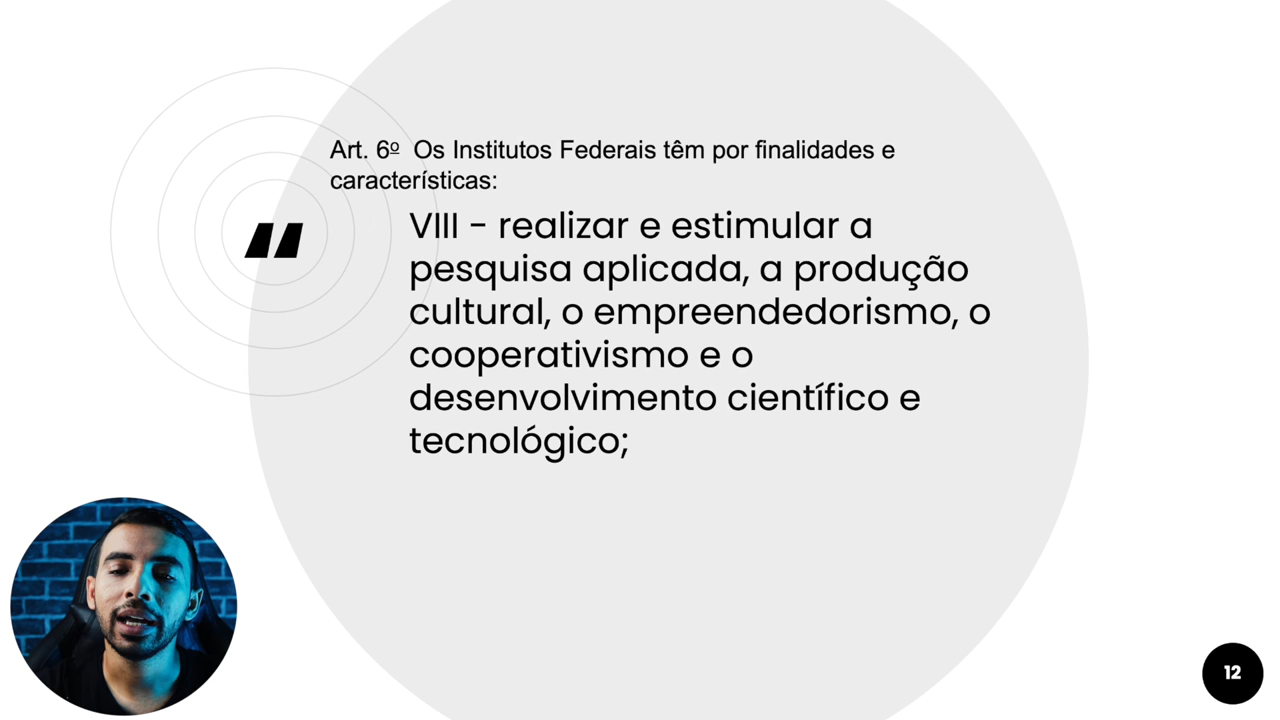 Art. 6º Os Institutos Federais têm por finalidades e
características:
“
VIII - realizar e estimular a
pesquisa aplicada, a produção
cultural, o empreendedorismo, o
cooperativismo e o
desenvolvimento científico e
tecnológico;
12